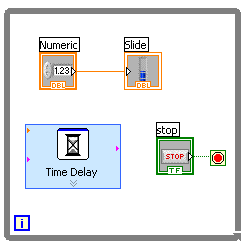 Numeric
Slide
1.23
DBL
DBL
stop
Time Delay
STOP
TF
i